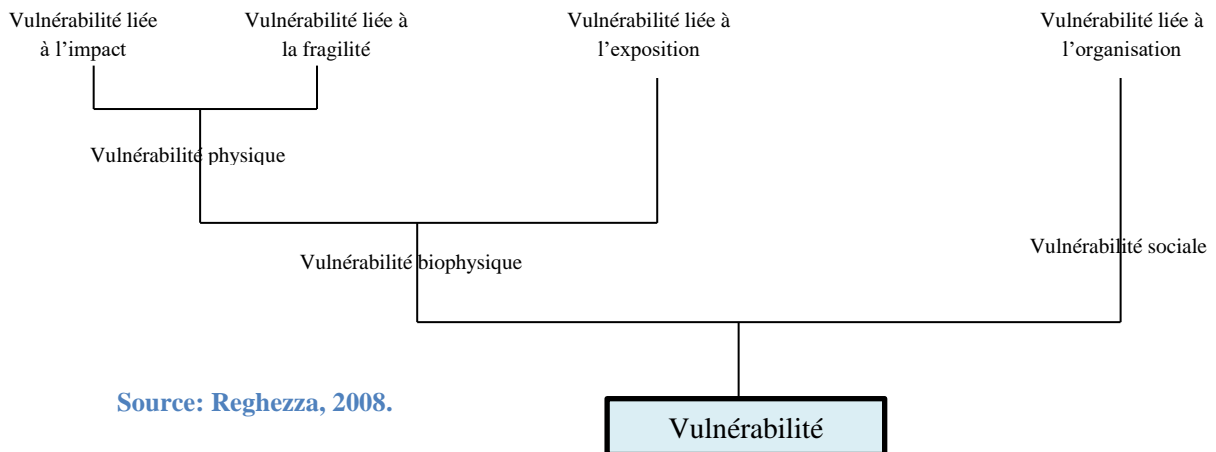 Vulnérabilité liée
à l’impact
Vulnérabilité liée à
la fragilité
Vulnérabilité liée à
l’exposition
Vulnérabilité liée à
l’organisation
Vulnérabilité physique
Vulnérabilité biophysique
Vulnérabilité sociale
Source: Reghezza, 2008.
Vulnérabilité